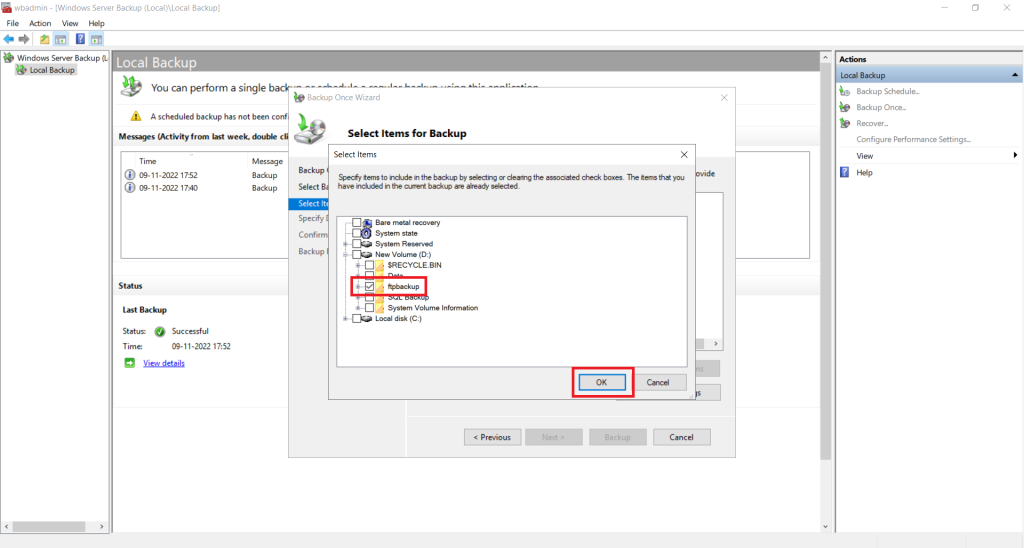 wbadmin - [Windows Server Backup (Local)\Local Backup]
File Action View Help
Windows Server Backup (L
Local Backup
Local Backup
You can perform a single backup or schedule a regular backup using this application
A scheduled backup has not been confi
Messages (Activity from last week, double cli
Time Message
09-11-2022 17:52 Backup
09-11-2022 17:40 Backup
Status
Last Backup
Status: Successful
Time: 09-11-2022 17:52
View details
Backup Once Wizard
Select Items for Backup
Backup
Select Ba
Select Ite
Specify
Confirm
Backup
ovide
Select Items
Specify items to include in the backup by selecting or clearing the associated check boxes. The items that you
have included in the current backup are already selected.
Bare metal recovery
System state
System Reserved
New Volume (D:)
$RECYCLE.BIN
Data
ftpbackup
SQL Backup
System Volume Information
Local disk (C:)
OK Cancel
< Previous Next > Backup Cancel
Actions
Local Backup
Backup Schedule...
Backup Once...
Recover...
Configure Performance Settings...
View
Help